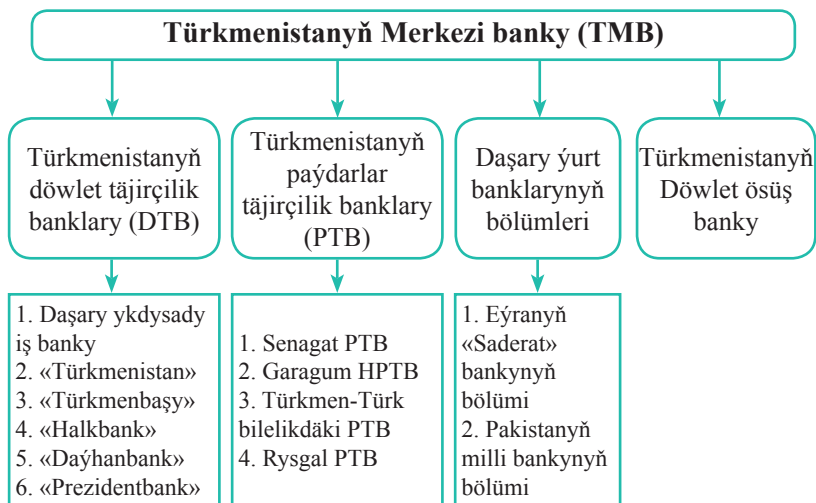 Türkmenistanyň Merkezi banky (TMB)
Türkmenistanyň
döwlet täjirçilik
banklary (DTB)
Türkmenistanyň
paýdarlar
täjirçilik banklary
(PTB)
Daşary ýurt
banklarynyň
bölümleri
Türkmenistanyň
Döwlet ösüş
banky
1. Daşary ykdysady
iş banky
2. «Türkmenistan»
3. «Türkmenbaşy»
4. «Halkbank»
5. «Daýhanbank»
6. «Prezidentbank»
1. Senagat PTB
2. Garagum HPTB
3. Türkmen-Türk
bilelikdäki PTB
4. Rysgal PTB
1. Eýranyň
«Saderat»
bankynyň
bölümi
2. Pakistanyň
milli bankynyň
bölümi